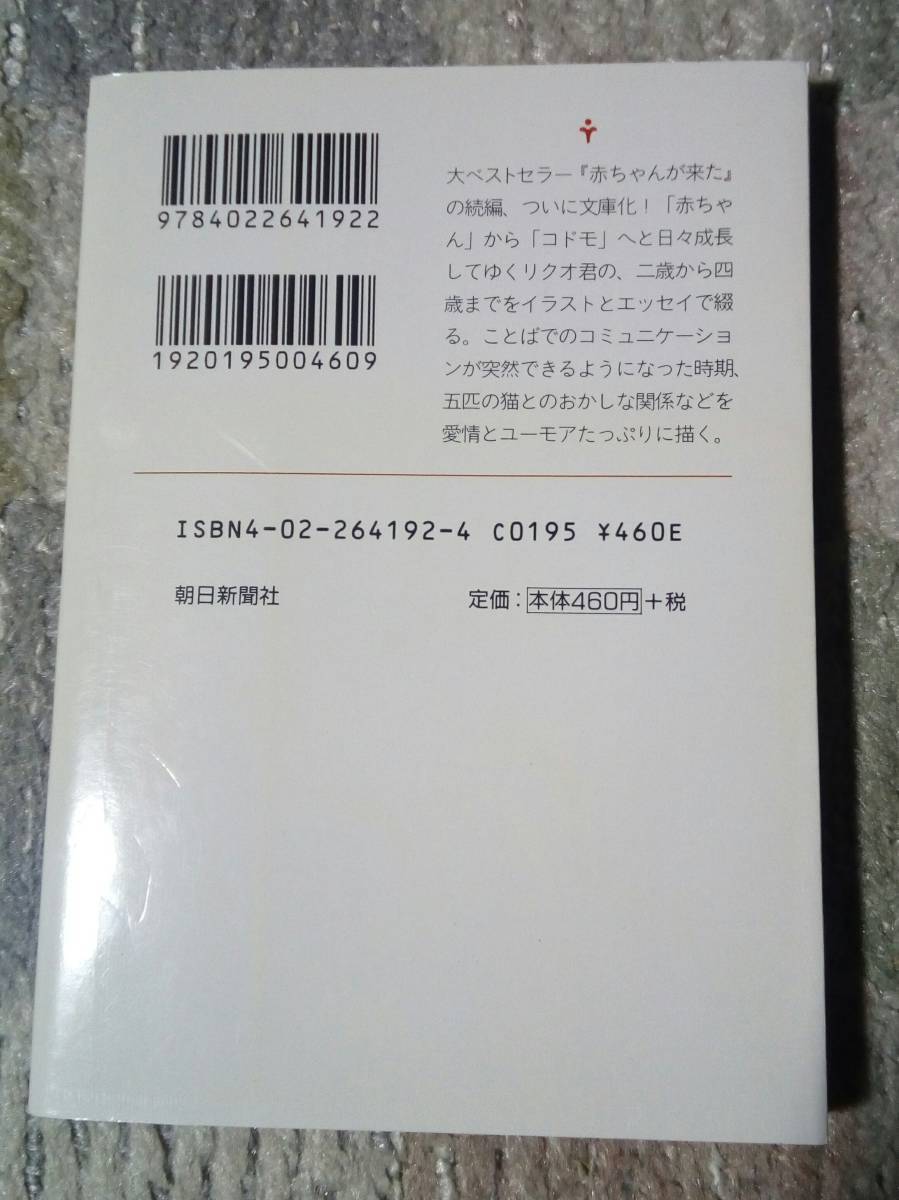 9784022641922
1920195004609
大ベストセラー『赤ちゃんが来た』
の続編、ついに文庫化！「赤ちゃ
ん」から「コドモ」へと日々成長
してゆくリクオ君の、二歳から四
歳までをイラストとエッセイで綴
る。ことばでのコミュニケーショ
ンが突然できるようになった時期、
五匹の猫とのおかしな関係などを
愛情とユーモアたっぷりに描く。
ISBN4-02-264192-4 C0195 ¥460E
朝日新聞社 定価：本体460円＋税